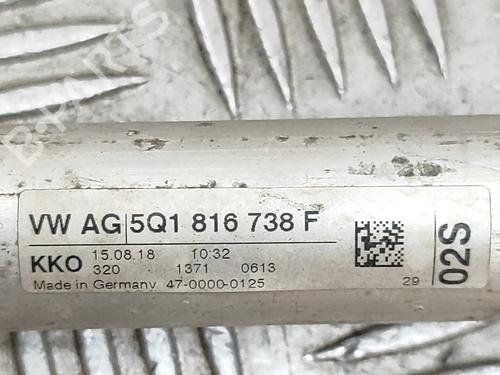 B-PARTS
VW AG 5Q1 816 738 F
KKO 15.08.18 10:32
320 1371 0613
Made in Germany 47-0000-0125 29
02S